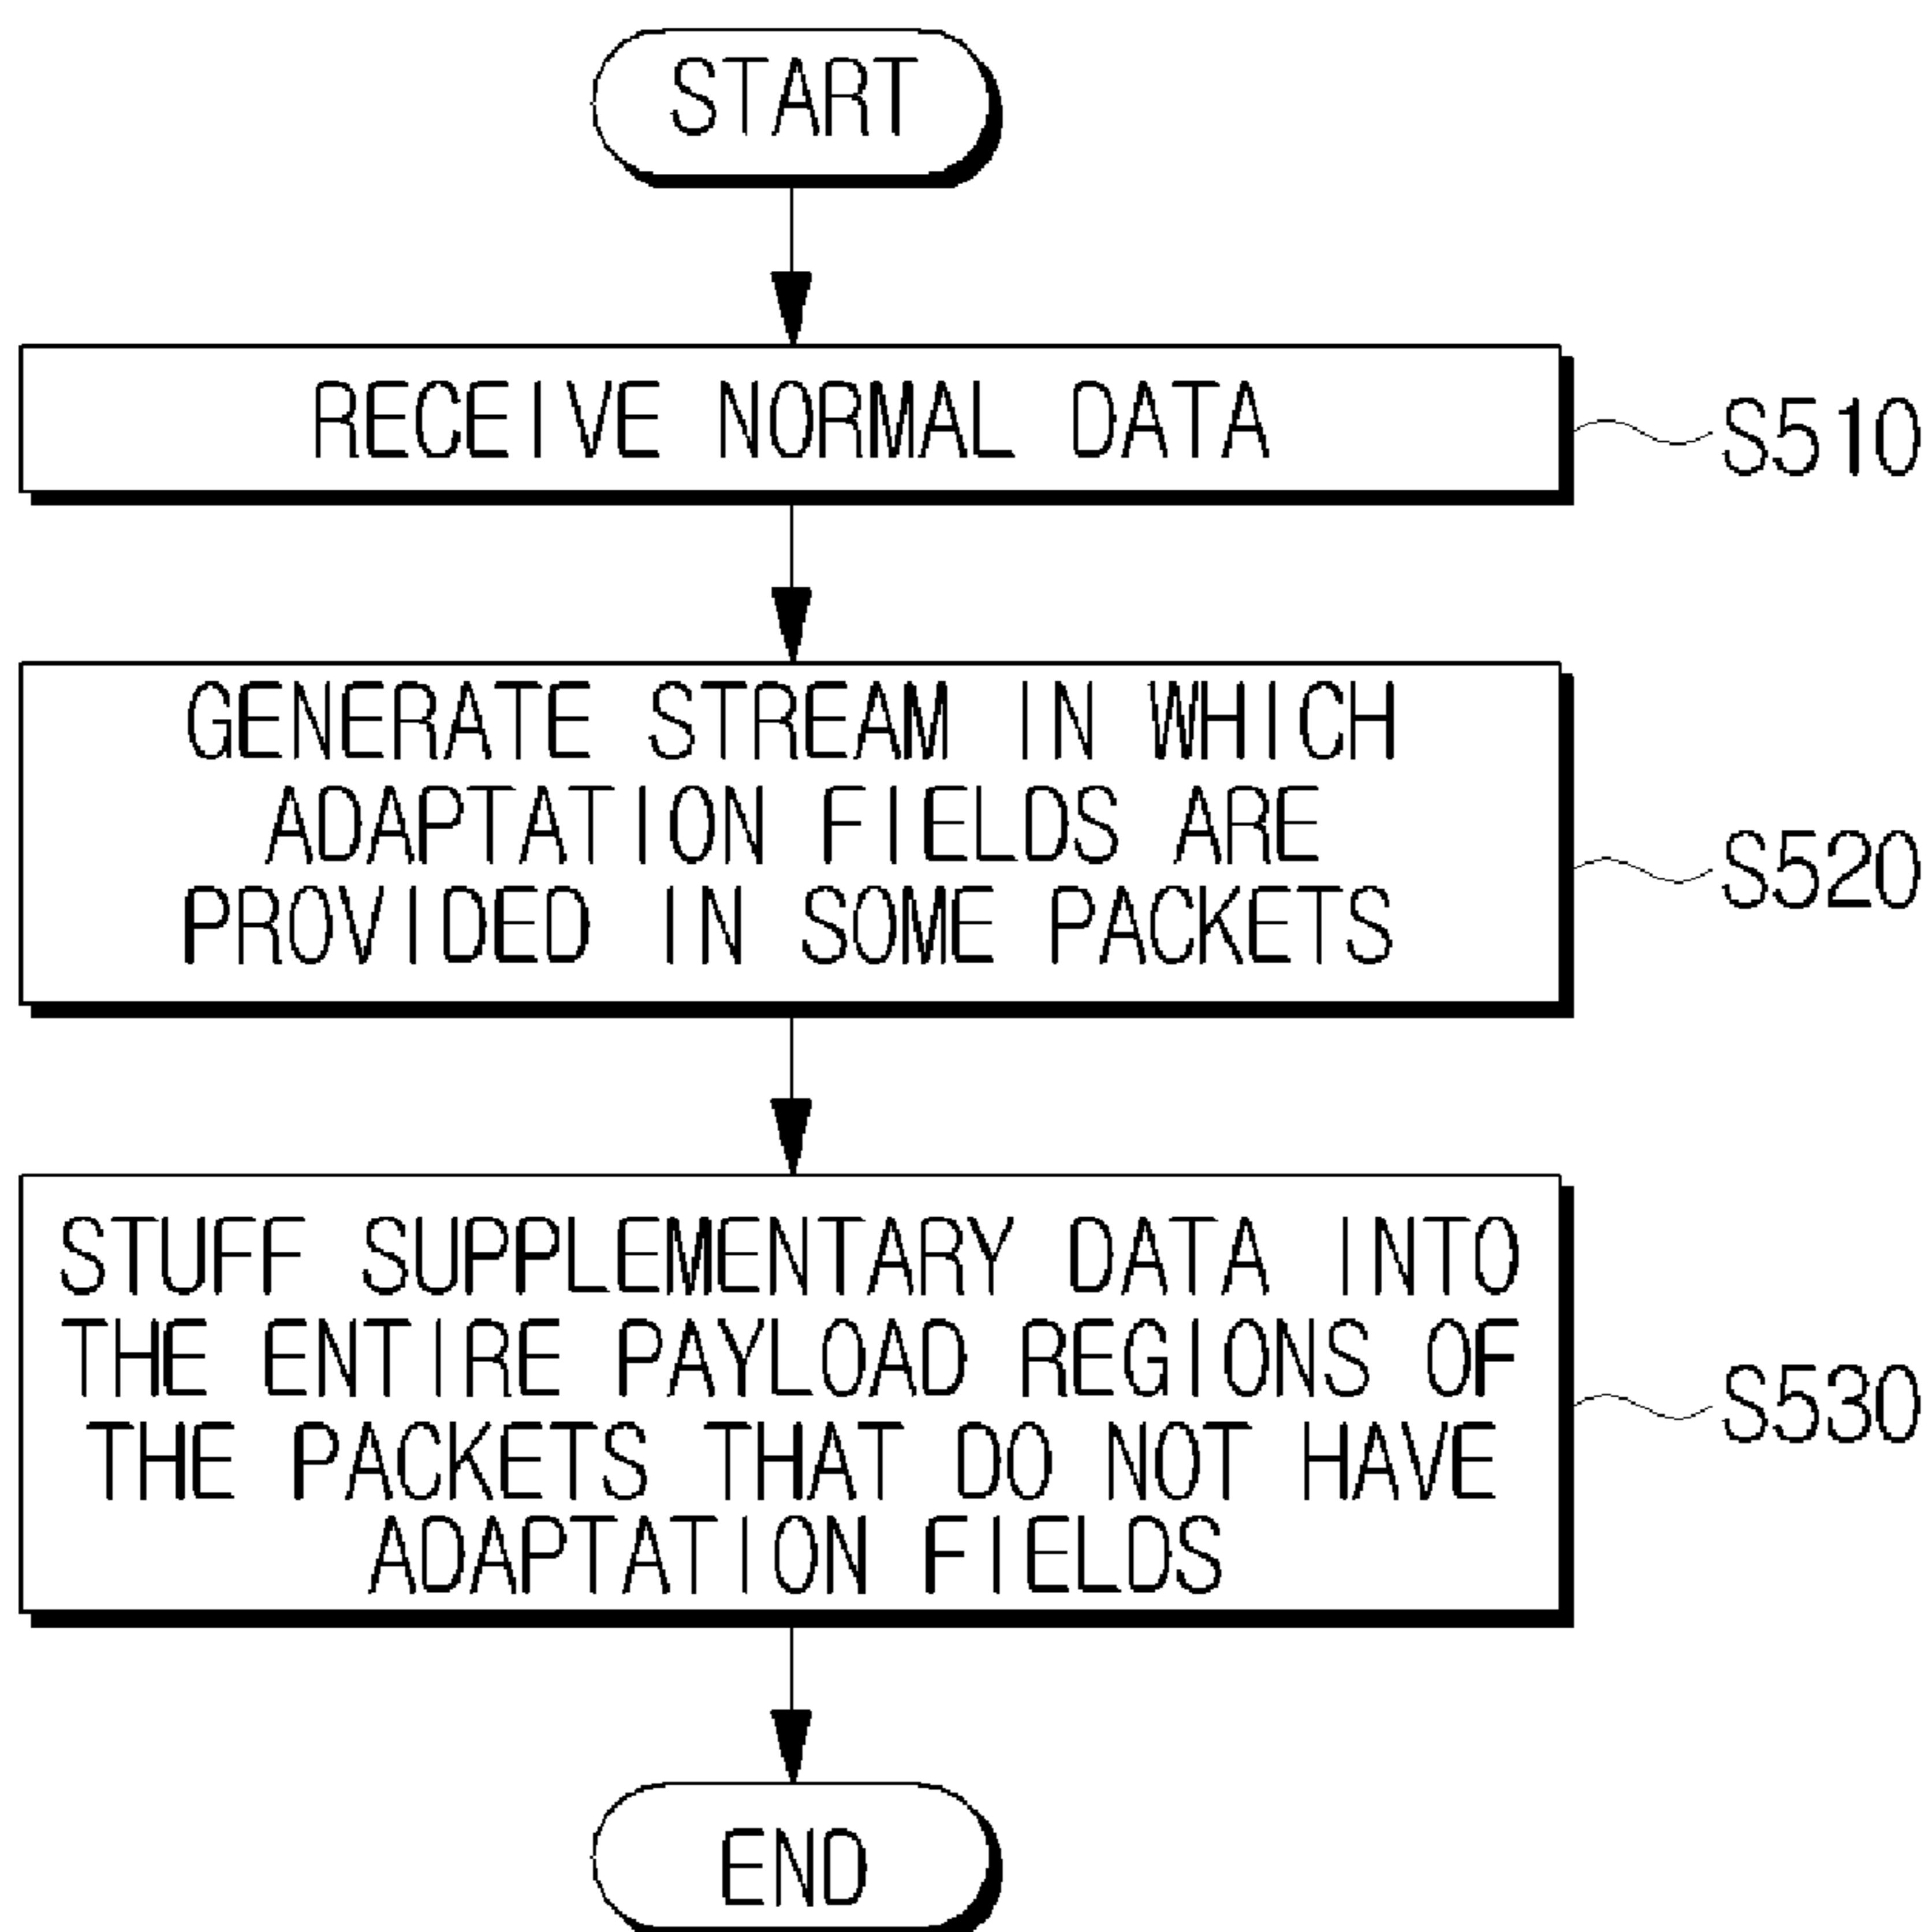 START
RECEIVE NORMAL DATA
S510
GENERATE STREAM IN WHICH
ADAPTATION FIELDS ARE
PROVIDED IN SOME PACKETS
S520
STUFF SUPPLEMENTARY DATA INTO
THE ENTIRE PAYLOAD REGIONS OF
THE PACKETS THAT DO NOT HAVE
ADAPTATION FIELDS
S530
END